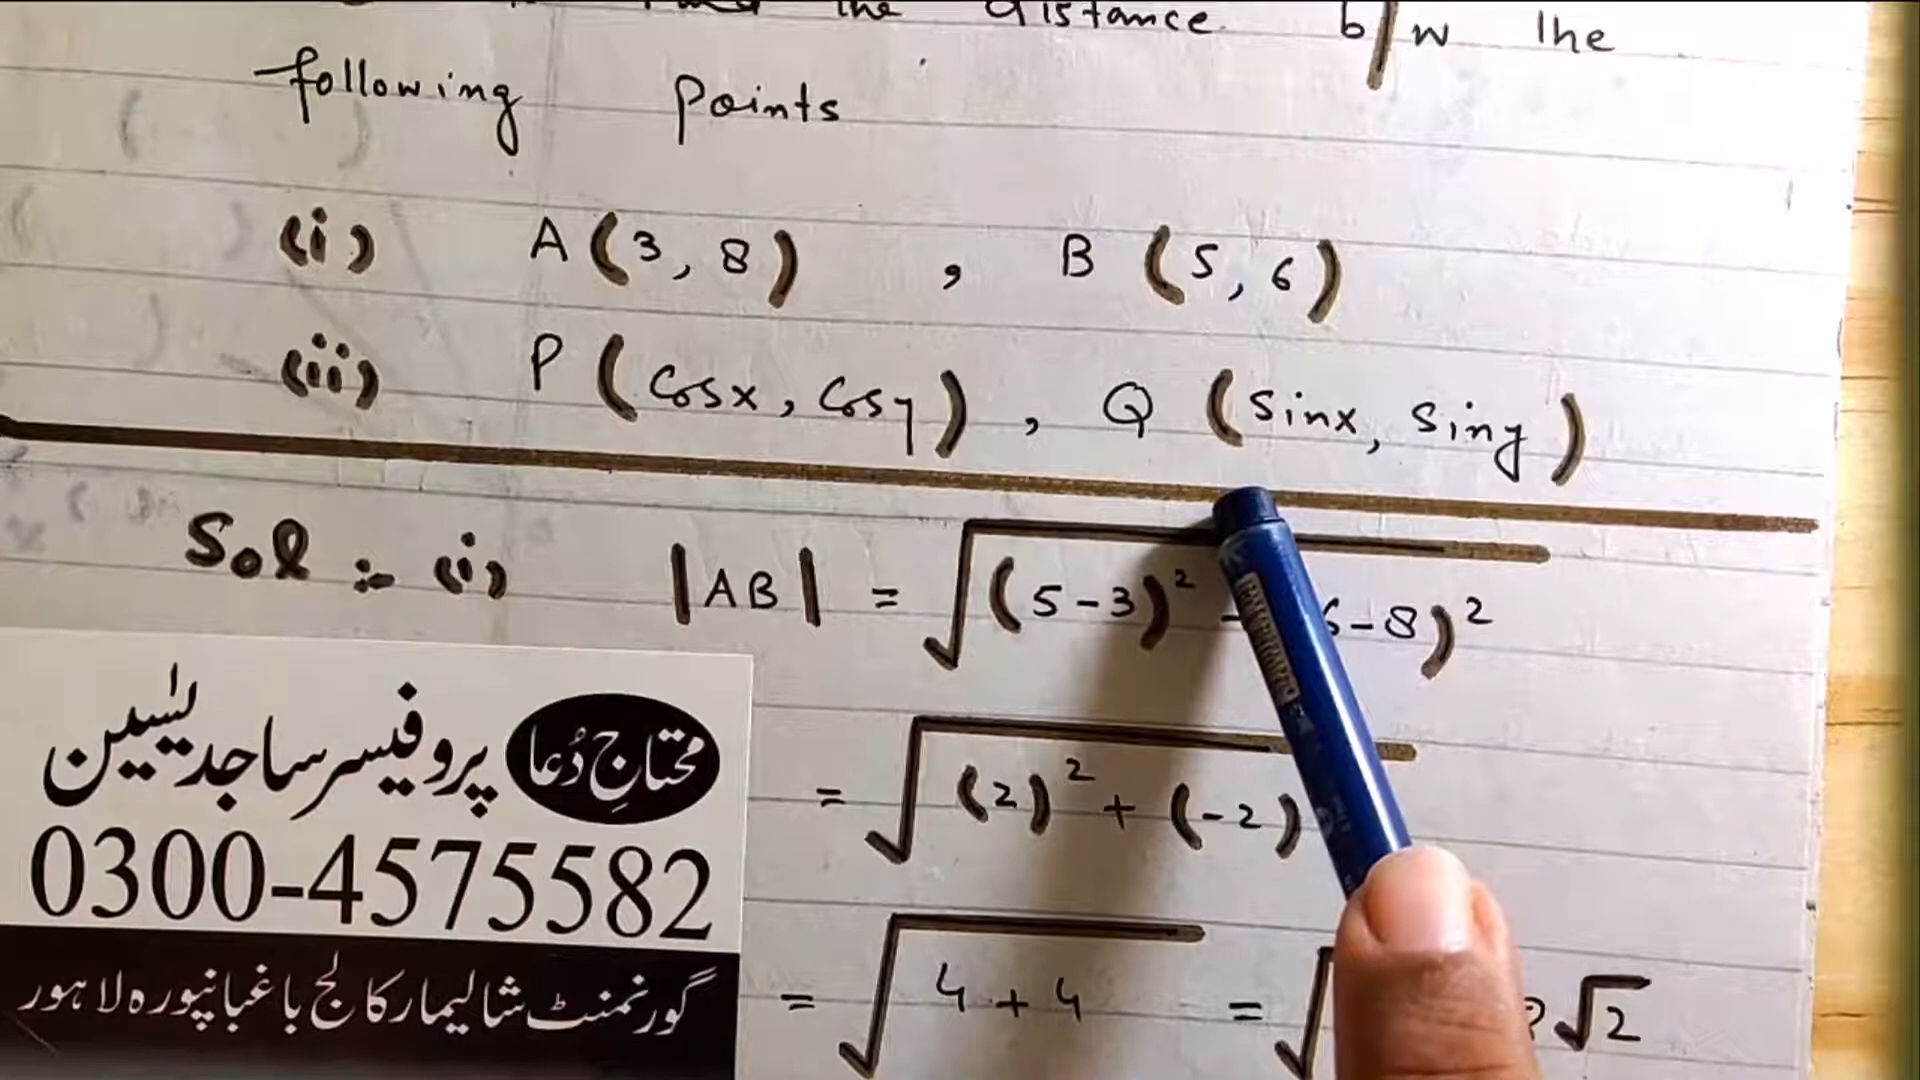 the distance b/w the
following points
(i) A (3, 8) , B (5, 6)
(ii) P (Cosx, Cosy) , Q (Sinx, Siny)
Sol :- (i) |AB| = √(5-3)² 6-8)²
= √(2)² + (-2)
= √4 + 4 = √ √2
محتاجِ دُعا پروفیسر ساجد یٰسین
0300-4575582
گورنمنٹ شالیمار کالج باغبانپورہ لاہور